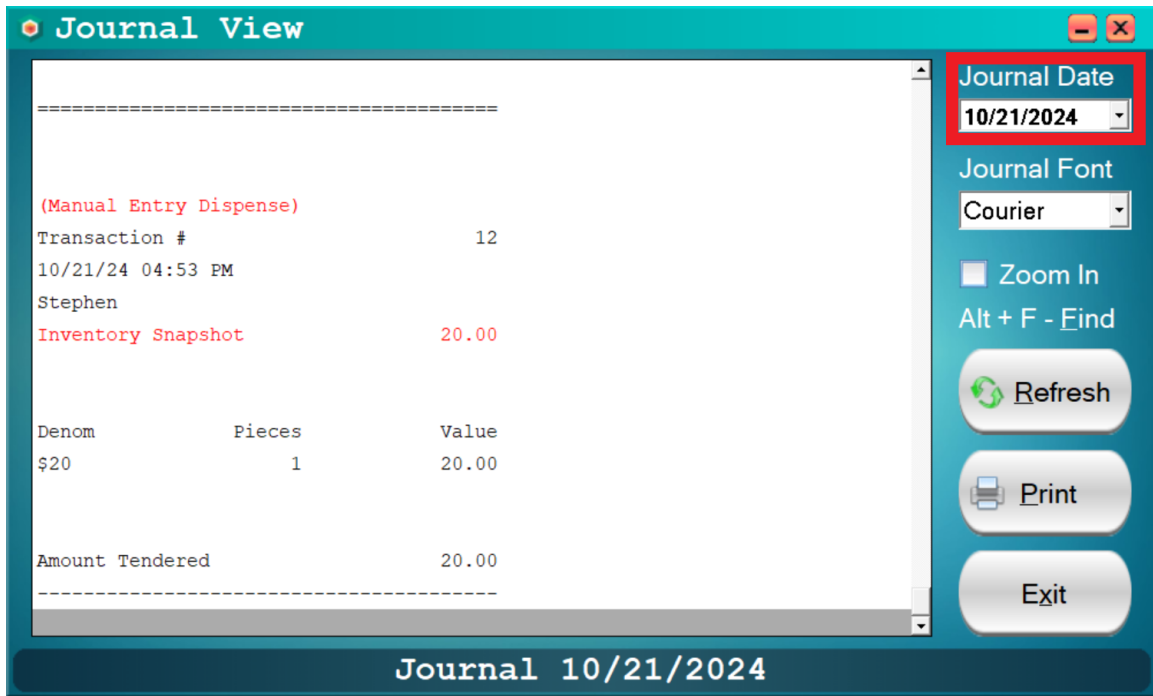 Journal View
========================================
(Manual Entry Dispense)
Transaction # 12
10/21/24 04:53 PM
Stephen
Inventory Snapshot 20.00
Denom Pieces Value
$20 1 20.00
Amount Tendered 20.00
----------------------------------------
Journal Date
10/21/2024
Journal Font
Courier
Zoom In
Alt + F - Find
Refresh
Print
Exit
Journal 10/21/2024